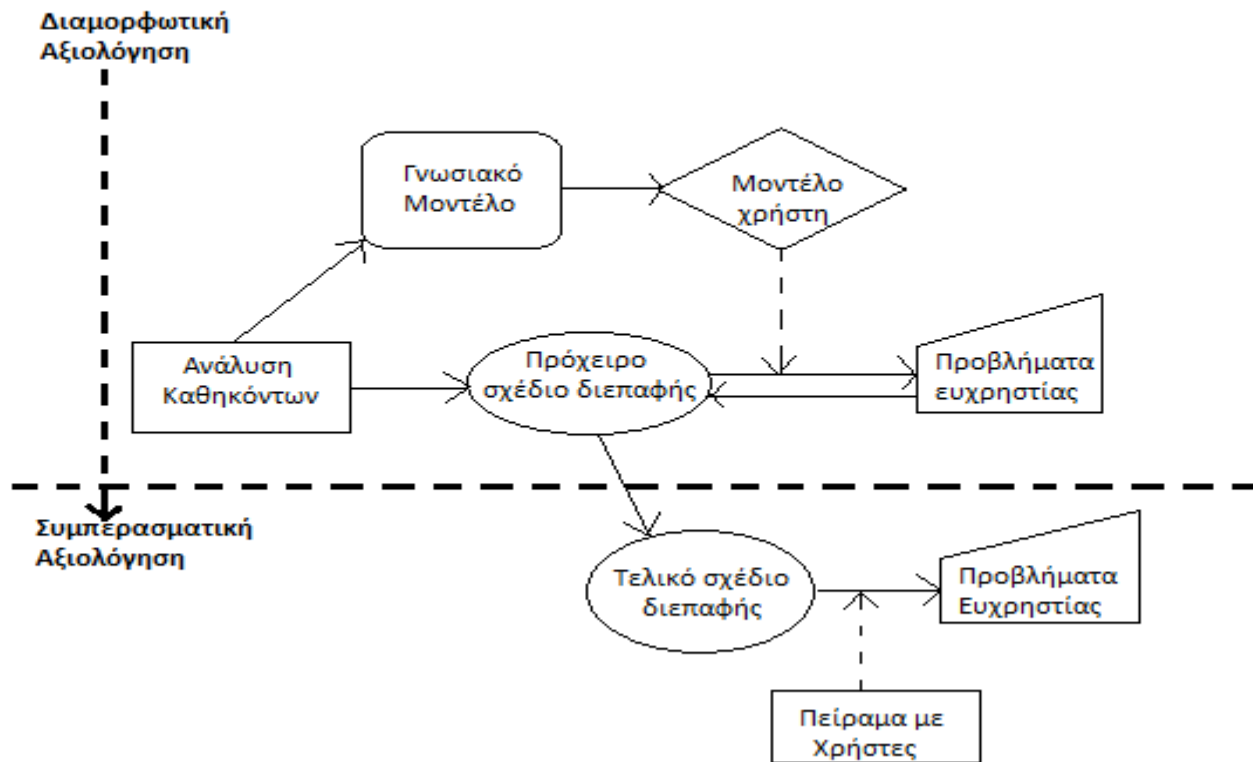 Διαμορφωτική
Αξιολόγηση
Γνωσιακό
Μοντέλο
Μοντέλο
χρήστη
Ανάλυση
Καθηκόντων
Πρόχειρο
σχέδιο διεπαφής
Προβλήματα
ευχρηστίας
Συμπερασματική
Αξιολόγηση
Τελικό σχέδιο
διεπαφής
Προβλήματα
Ευχρηστίας
Πείραμα με
Χρήστες